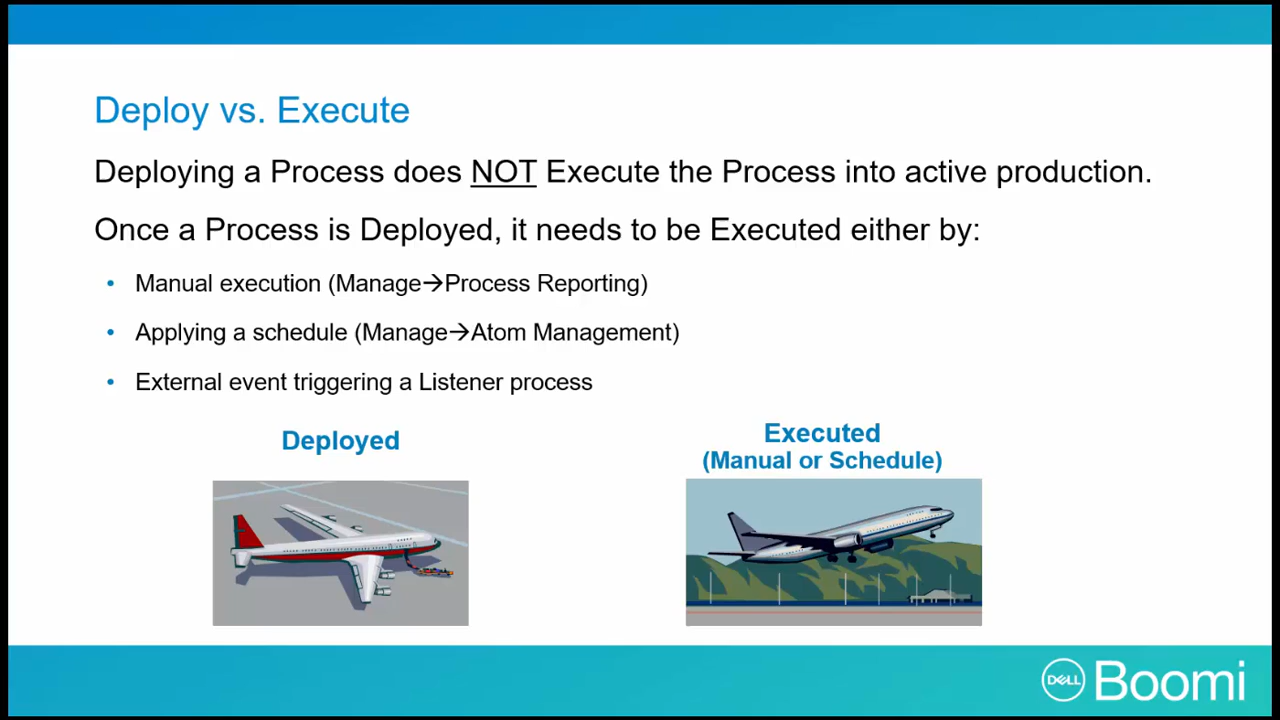 Deploy vs. Execute
Deploying a Process does NOT Execute the Process into active production.
Once a Process is Deployed, it needs to be Executed either by:
• Manual execution (Manage→Process Reporting)
• Applying a schedule (Manage→Atom Management)
• External event triggering a Listener process
Deployed
Executed
(Manual or Schedule)
DELL Boomi